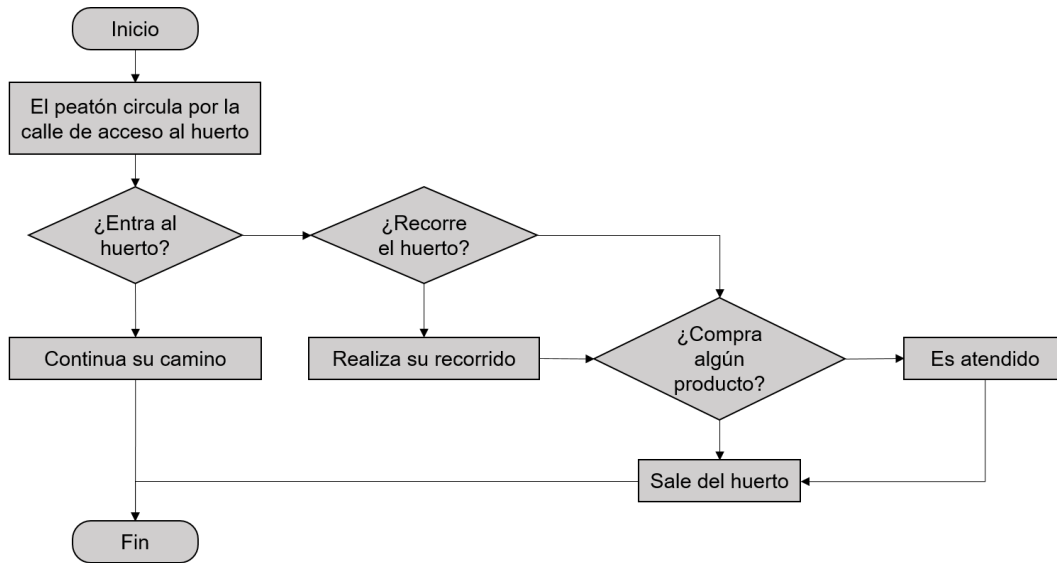 Inicio
El peatón circula por la
calle de acceso al huerto
¿Entra al
huerto?
¿Recorre
el huerto?
Continua su camino
Realiza su recorrido
¿Compra
algún
producto?
Es atendido
Sale del huerto
Fin